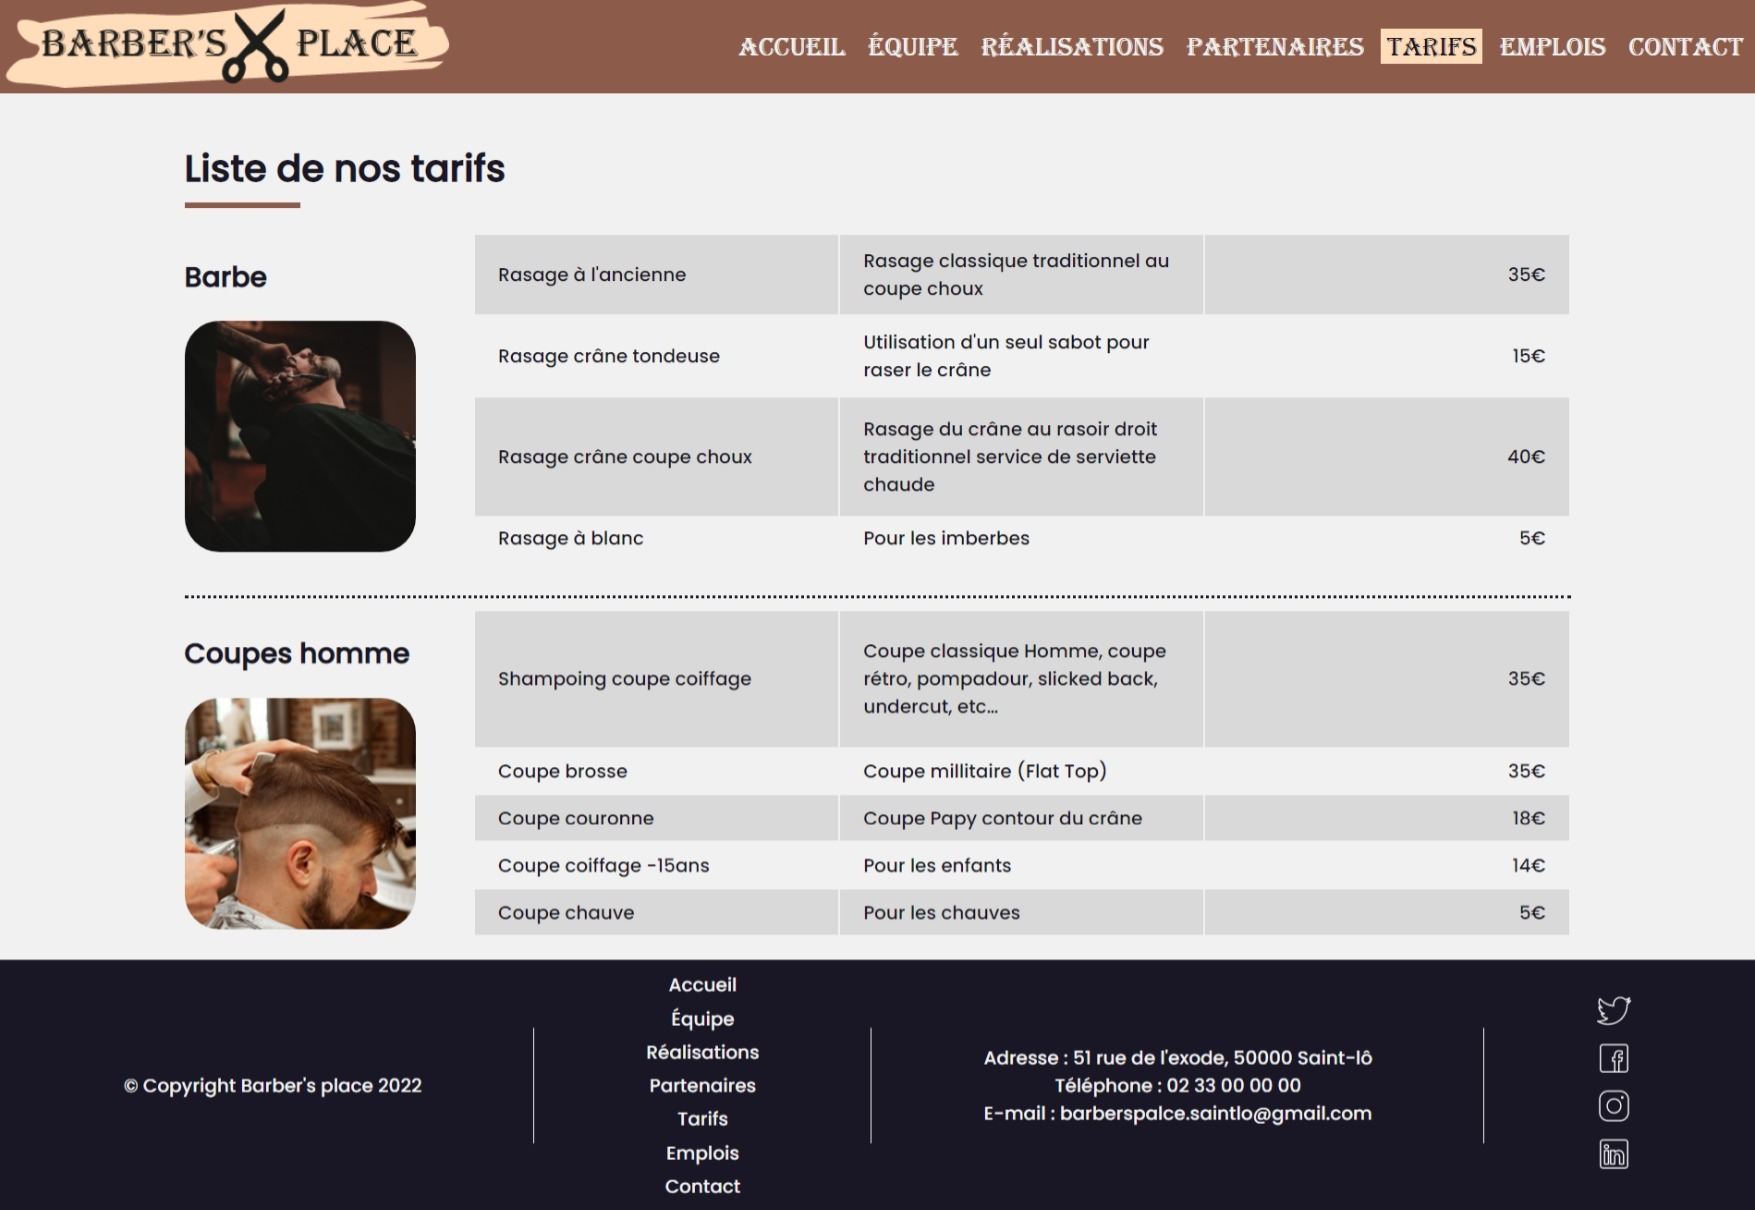 BARBER'S PLACE
ACCUEIL ÉQUIPE RÉALISATIONS PARTENAIRES TARIFS EMPLOIS CONTACT
Liste de nos tarifs
Barbe
Rasage à l'ancienne
Rasage classique traditionnel au
coupe choux
35€
Rasage crâne tondeuse
Utilisation d'un seul sabot pour
raser le crâne
15€
Rasage crâne coupe choux
Rasage du crâne au rasoir droit
traditionnel service de serviette
chaude
40€
Rasage à blanc
Pour les imberbes
5€
Coupes homme
Shampoing coupe coiffage
Coupe classique Homme, coupe
rétro, pompadour, slicked back,
undercut, etc...
35€
Coupe brosse
Coupe millitaire (Flat Top)
35€
Coupe couronne
Coupe Papy contour du crâne
18€
Coupe coiffage -15ans
Pour les enfants
14€
Coupe chauve
Pour les chauves
5€
© Copyright Barber's place 2022
Accueil
Équipe
Réalisations
Partenaires
Tarifs
Emplois
Contact
Adresse : 51 rue de l'exode, 50000 Saint-lô
Téléphone : 02 33 00 00 00
E-mail : barberspalce.saintlo@gmail.com